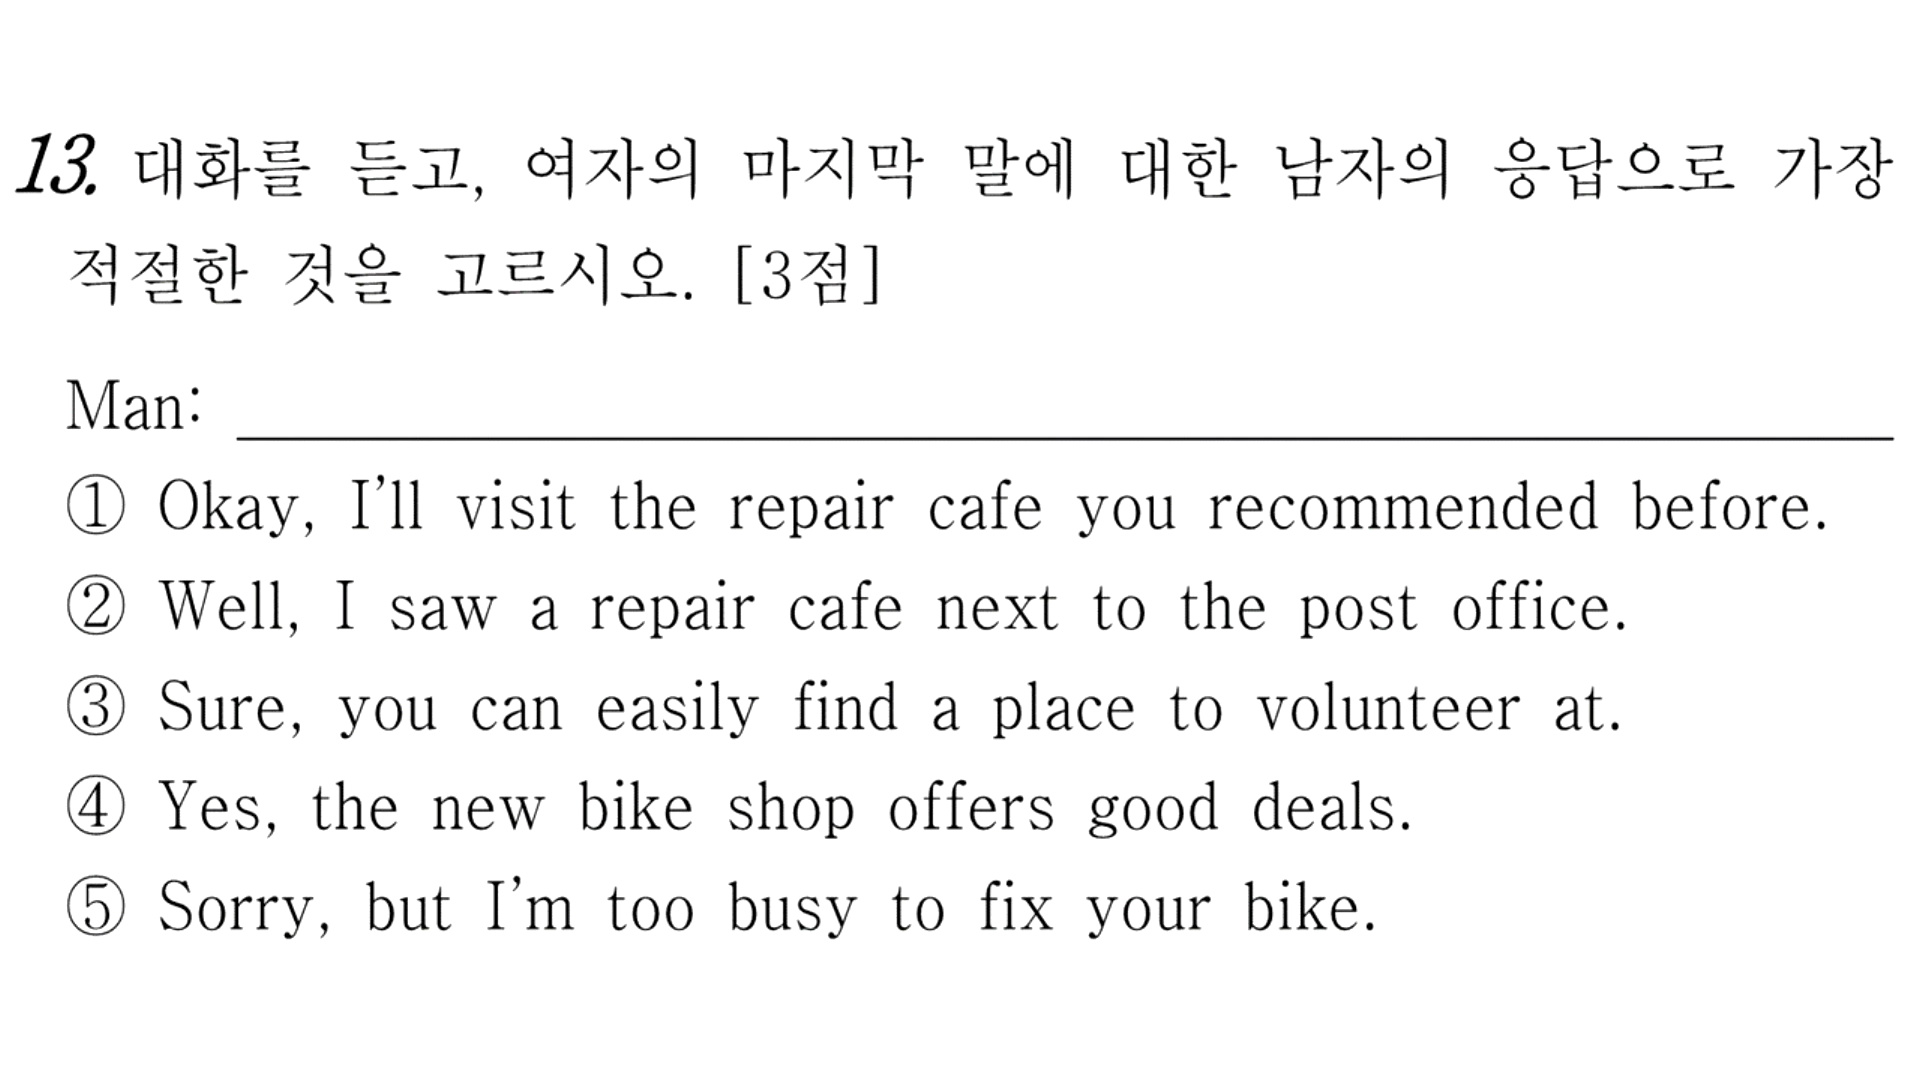 13. 대화를 듣고, 여자의 마지막 말에 대한 남자의 응답으로 가장
적절한 것을 고르시오. [3점]
Man:
① Okay, I’ll visit the repair cafe you recommended before.
② Well, I saw a repair cafe next to the post office.
③ Sure, you can easily find a place to volunteer at.
④ Yes, the new bike shop offers good deals.
⑤ Sorry, but I’m too busy to fix your bike.